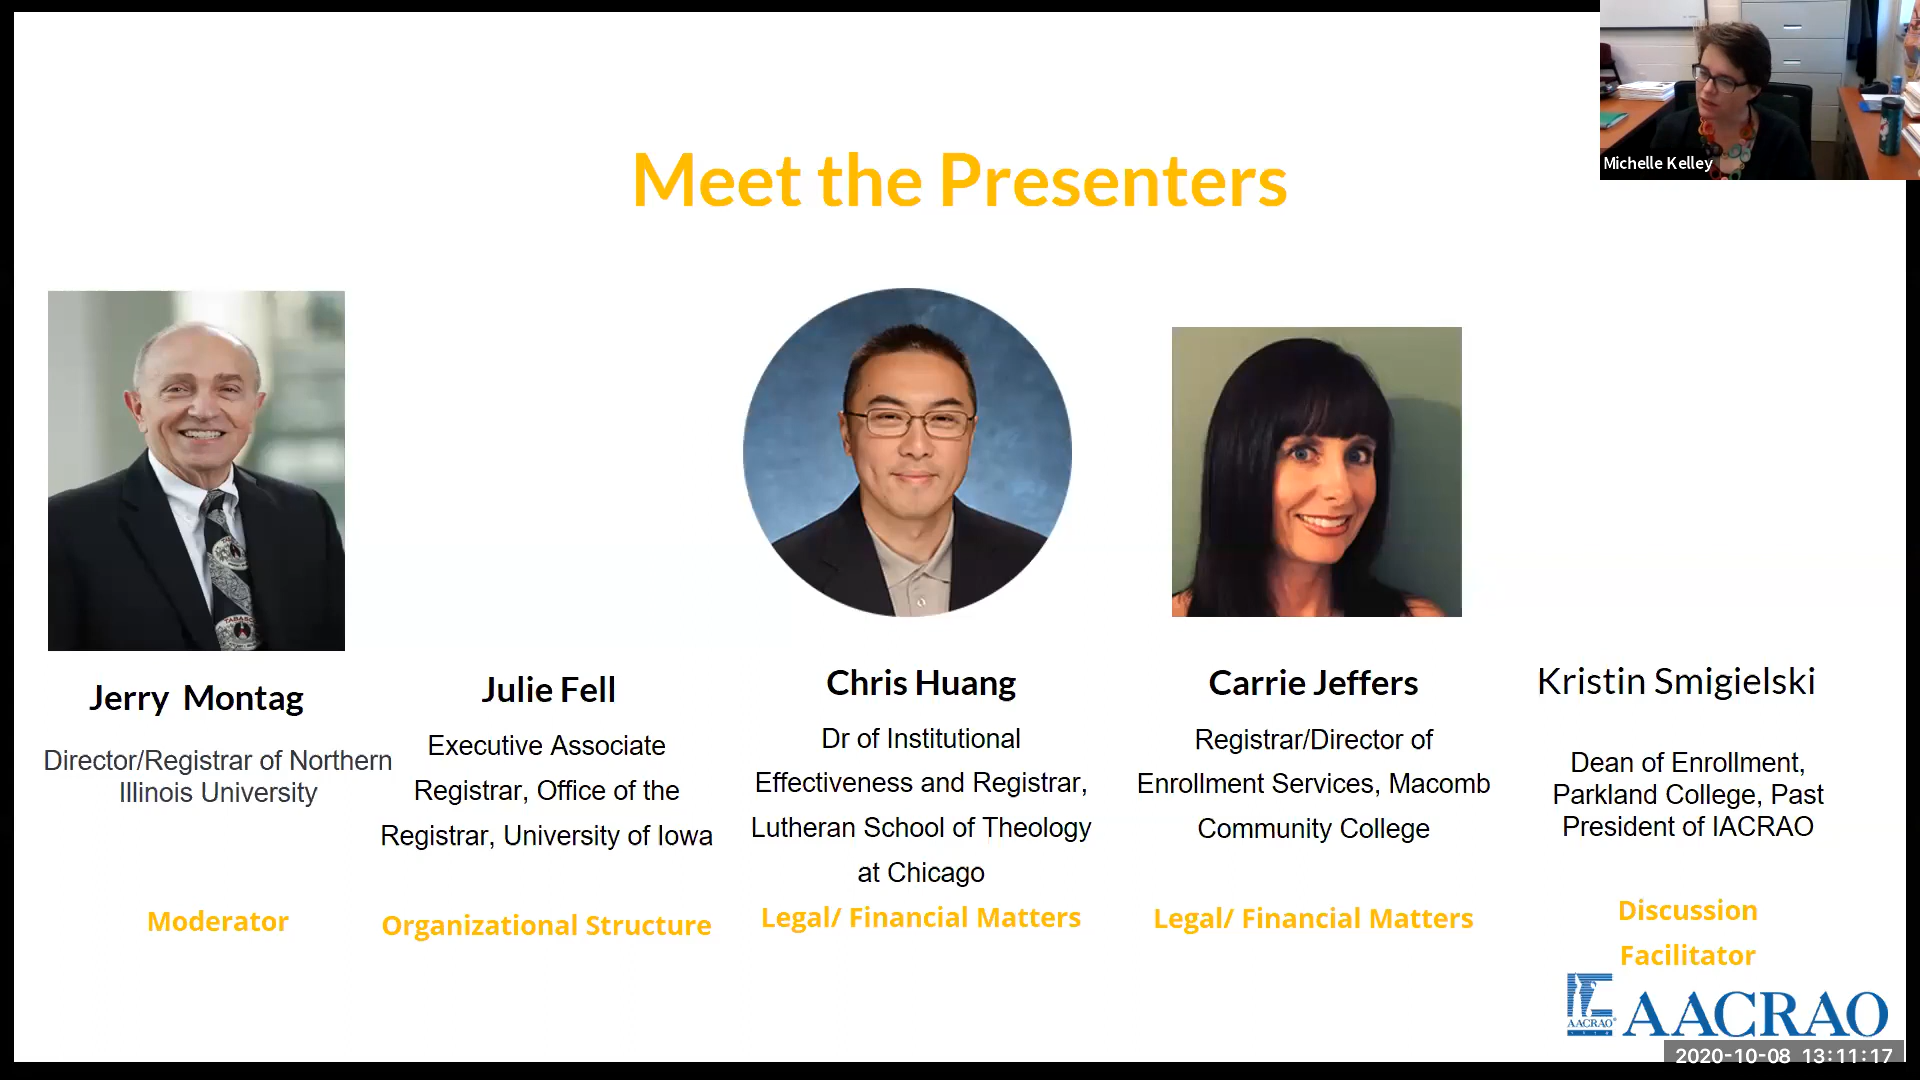 Michelle Kelley
Meet the Presenters
TABASCO
Jerry Montag
Director/Registrar of Northern
Illinois University
Moderator
Julie Fell
Executive Associate
Registrar, Office of the
Registrar, University of Iowa
Organizational Structure
Chris Huang
Dr of Institutional
Effectiveness and Registrar,
Lutheran School of Theology
at Chicago
Legal/ Financial Matters
Carrie Jeffers
Registrar/Director of
Enrollment Services, Macomb
Community College
Legal/ Financial Matters
Kristin Smigielski
Dean of Enrollment,
Parkland College, Past
President of IACRAO
Discussion
Facilitator
AACRAO
AACRAO
2020-10-08 13:11:17